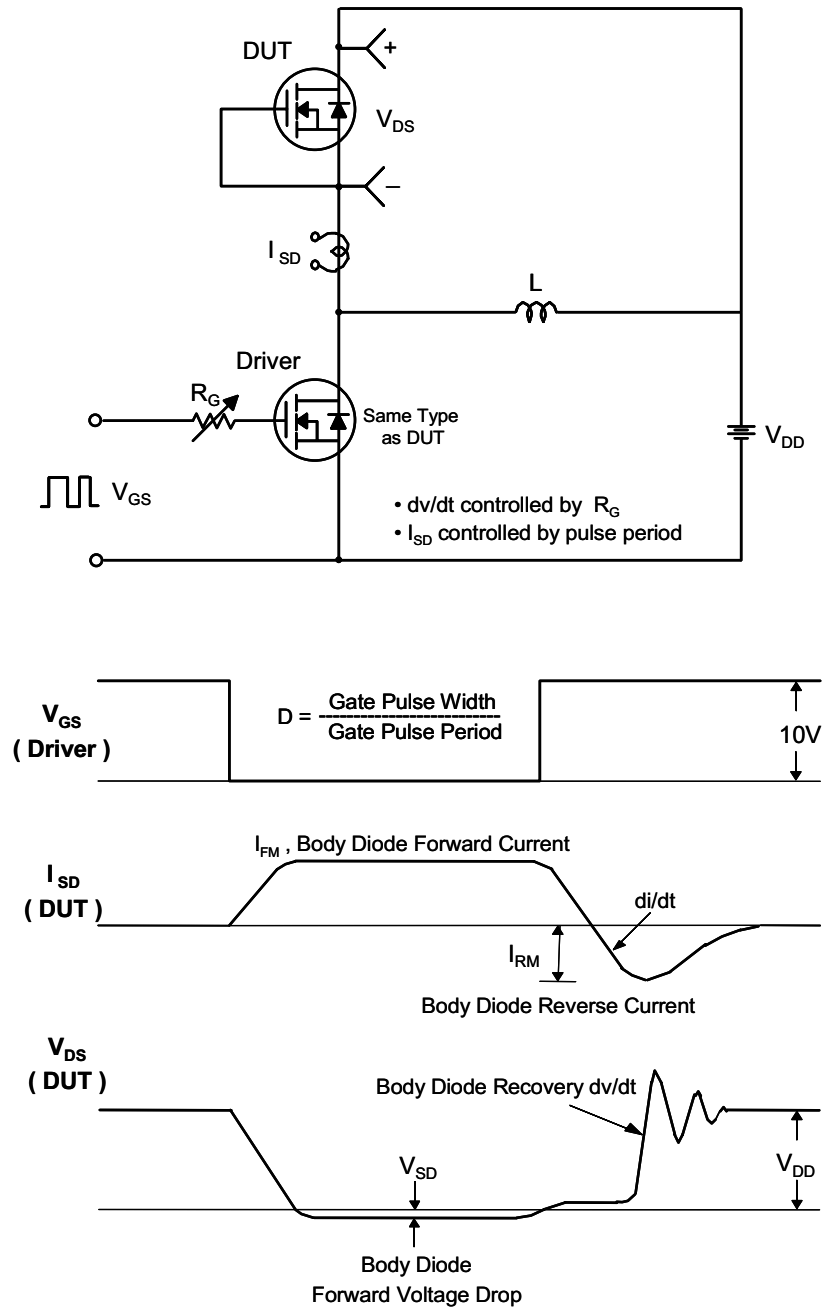 DUT
+
V_DS
–
I_SD
L
Driver
R_G
Same Type
as DUT
V_DD
V_GS
• dv/dt controlled by R_G
• I_SD controlled by pulse period
V_GS
( Driver )
D = Gate Pulse Width
Gate Pulse Period
10V
I_FM , Body Diode Forward Current
I_SD
( DUT )
di/dt
I_RM
Body Diode Reverse Current
V_DS
( DUT )
Body Diode Recovery dv/dt
V_SD
V_DD
Body Diode
Forward Voltage Drop